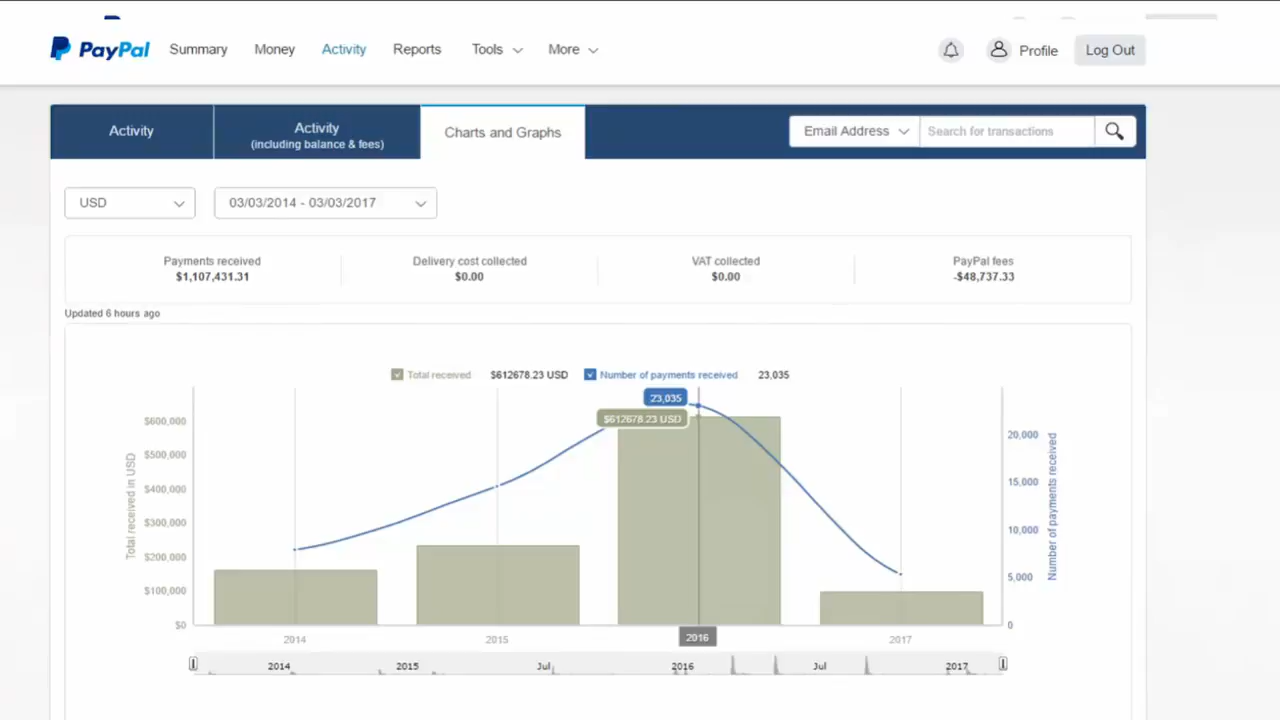 PayPal Summary Money Activity Reports Tools More Profile Log Out
Activity
Activity
(including balance & fees)
Charts and Graphs
Email Address
Search for transactions
USD
03/03/2014 - 03/03/2017
Payments received
$1,107,431.31
Delivery cost collected
$0.00
VAT collected
$0.00
PayPal fees
-$48,737.33
Updated 6 hours ago
Total received $612678.23 USD Number of payments received 23,035
23,035
$612678.23 USD
Total received in USD
$600,000
$500,000
$400,000
$300,000
$200,000
$100,000
$0
20,000
15,000
10,000
5,000
0
Number of payments received
2014 2015 2016 2017
2014 2015 Jul 2016 Jul 2017